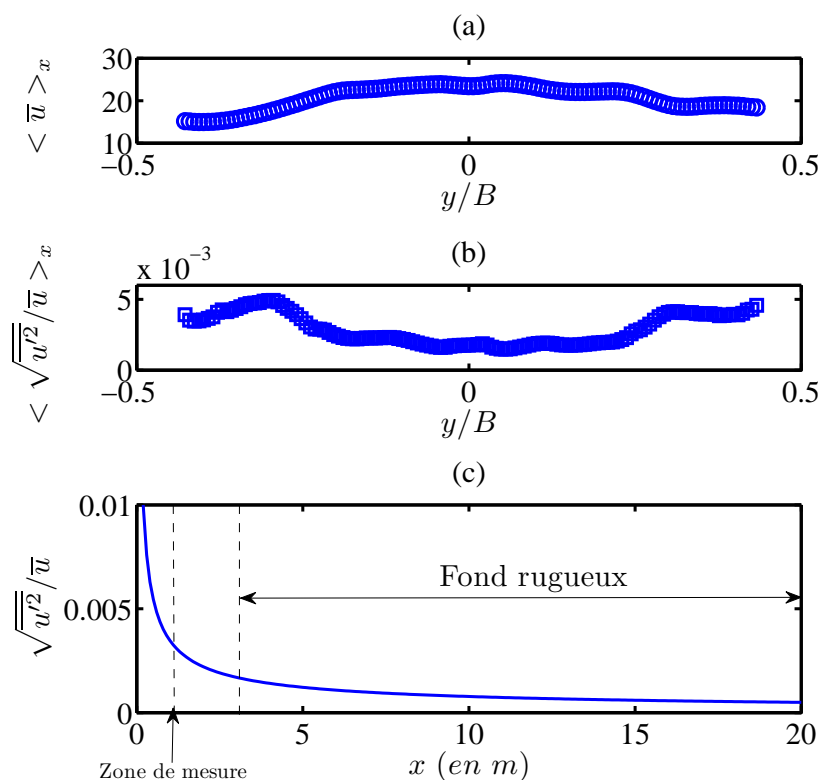 (a)
< u̅ >ₓ
30
20
10
−0.5
0
0.5
y/B
(b)
x 10⁻³
< √u̿′²/u̅ >ₓ
5
0
−0.5
0
0.5
y/B
(c)
√u̿′²/u̅
0.01
0.005
0
Fond rugueux
0
5
10
15
20
Zone de mesure
x (en m)